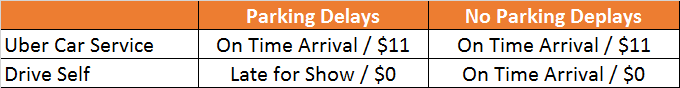 Parking Delays No Parking Deplays
Uber Car Service On Time Arrival / $11 On Time Arrival / $11
Drive Self Late for Show / $0 On Time Arrival / $0